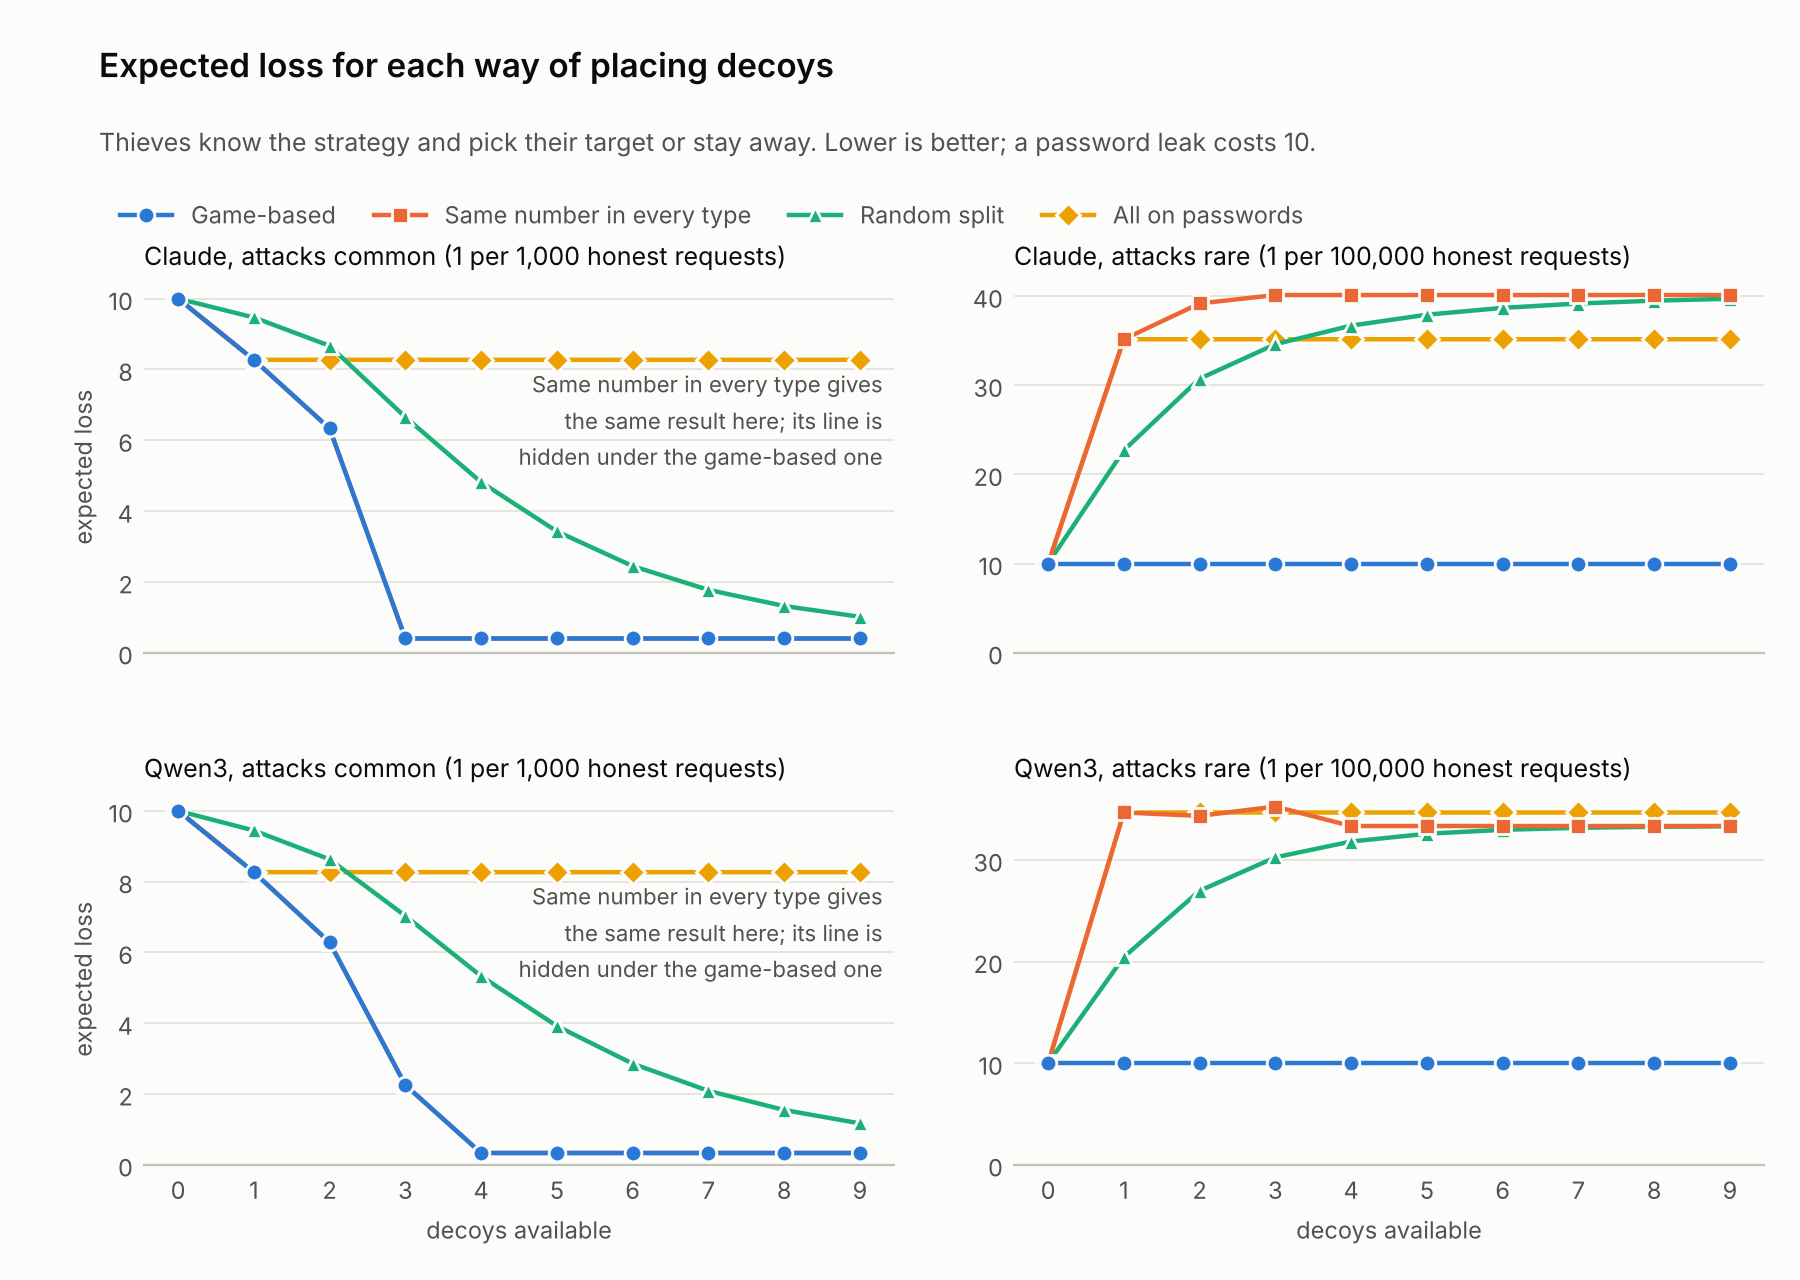 Expected loss for each way of placing decoys
Thieves know the strategy and pick their target or stay away. Lower is better; a password leak costs 10.
Game-based Same number in every type Random split All on passwords
Claude, attacks common (1 per 1,000 honest requests)
10
8
6
4
2
0
expected loss
Same number in every type gives
the same result here; its line is
hidden under the game-based one
Claude, attacks rare (1 per 100,000 honest requests)
40
30
20
10
0
Qwen3, attacks common (1 per 1,000 honest requests)
10
8
6
4
2
0
expected loss
Same number in every type gives
the same result here; its line is
hidden under the game-based one
0 1 2 3 4 5 6 7 8 9
decoys available
Qwen3, attacks rare (1 per 100,000 honest requests)
30
20
10
0
0 1 2 3 4 5 6 7 8 9
decoys available